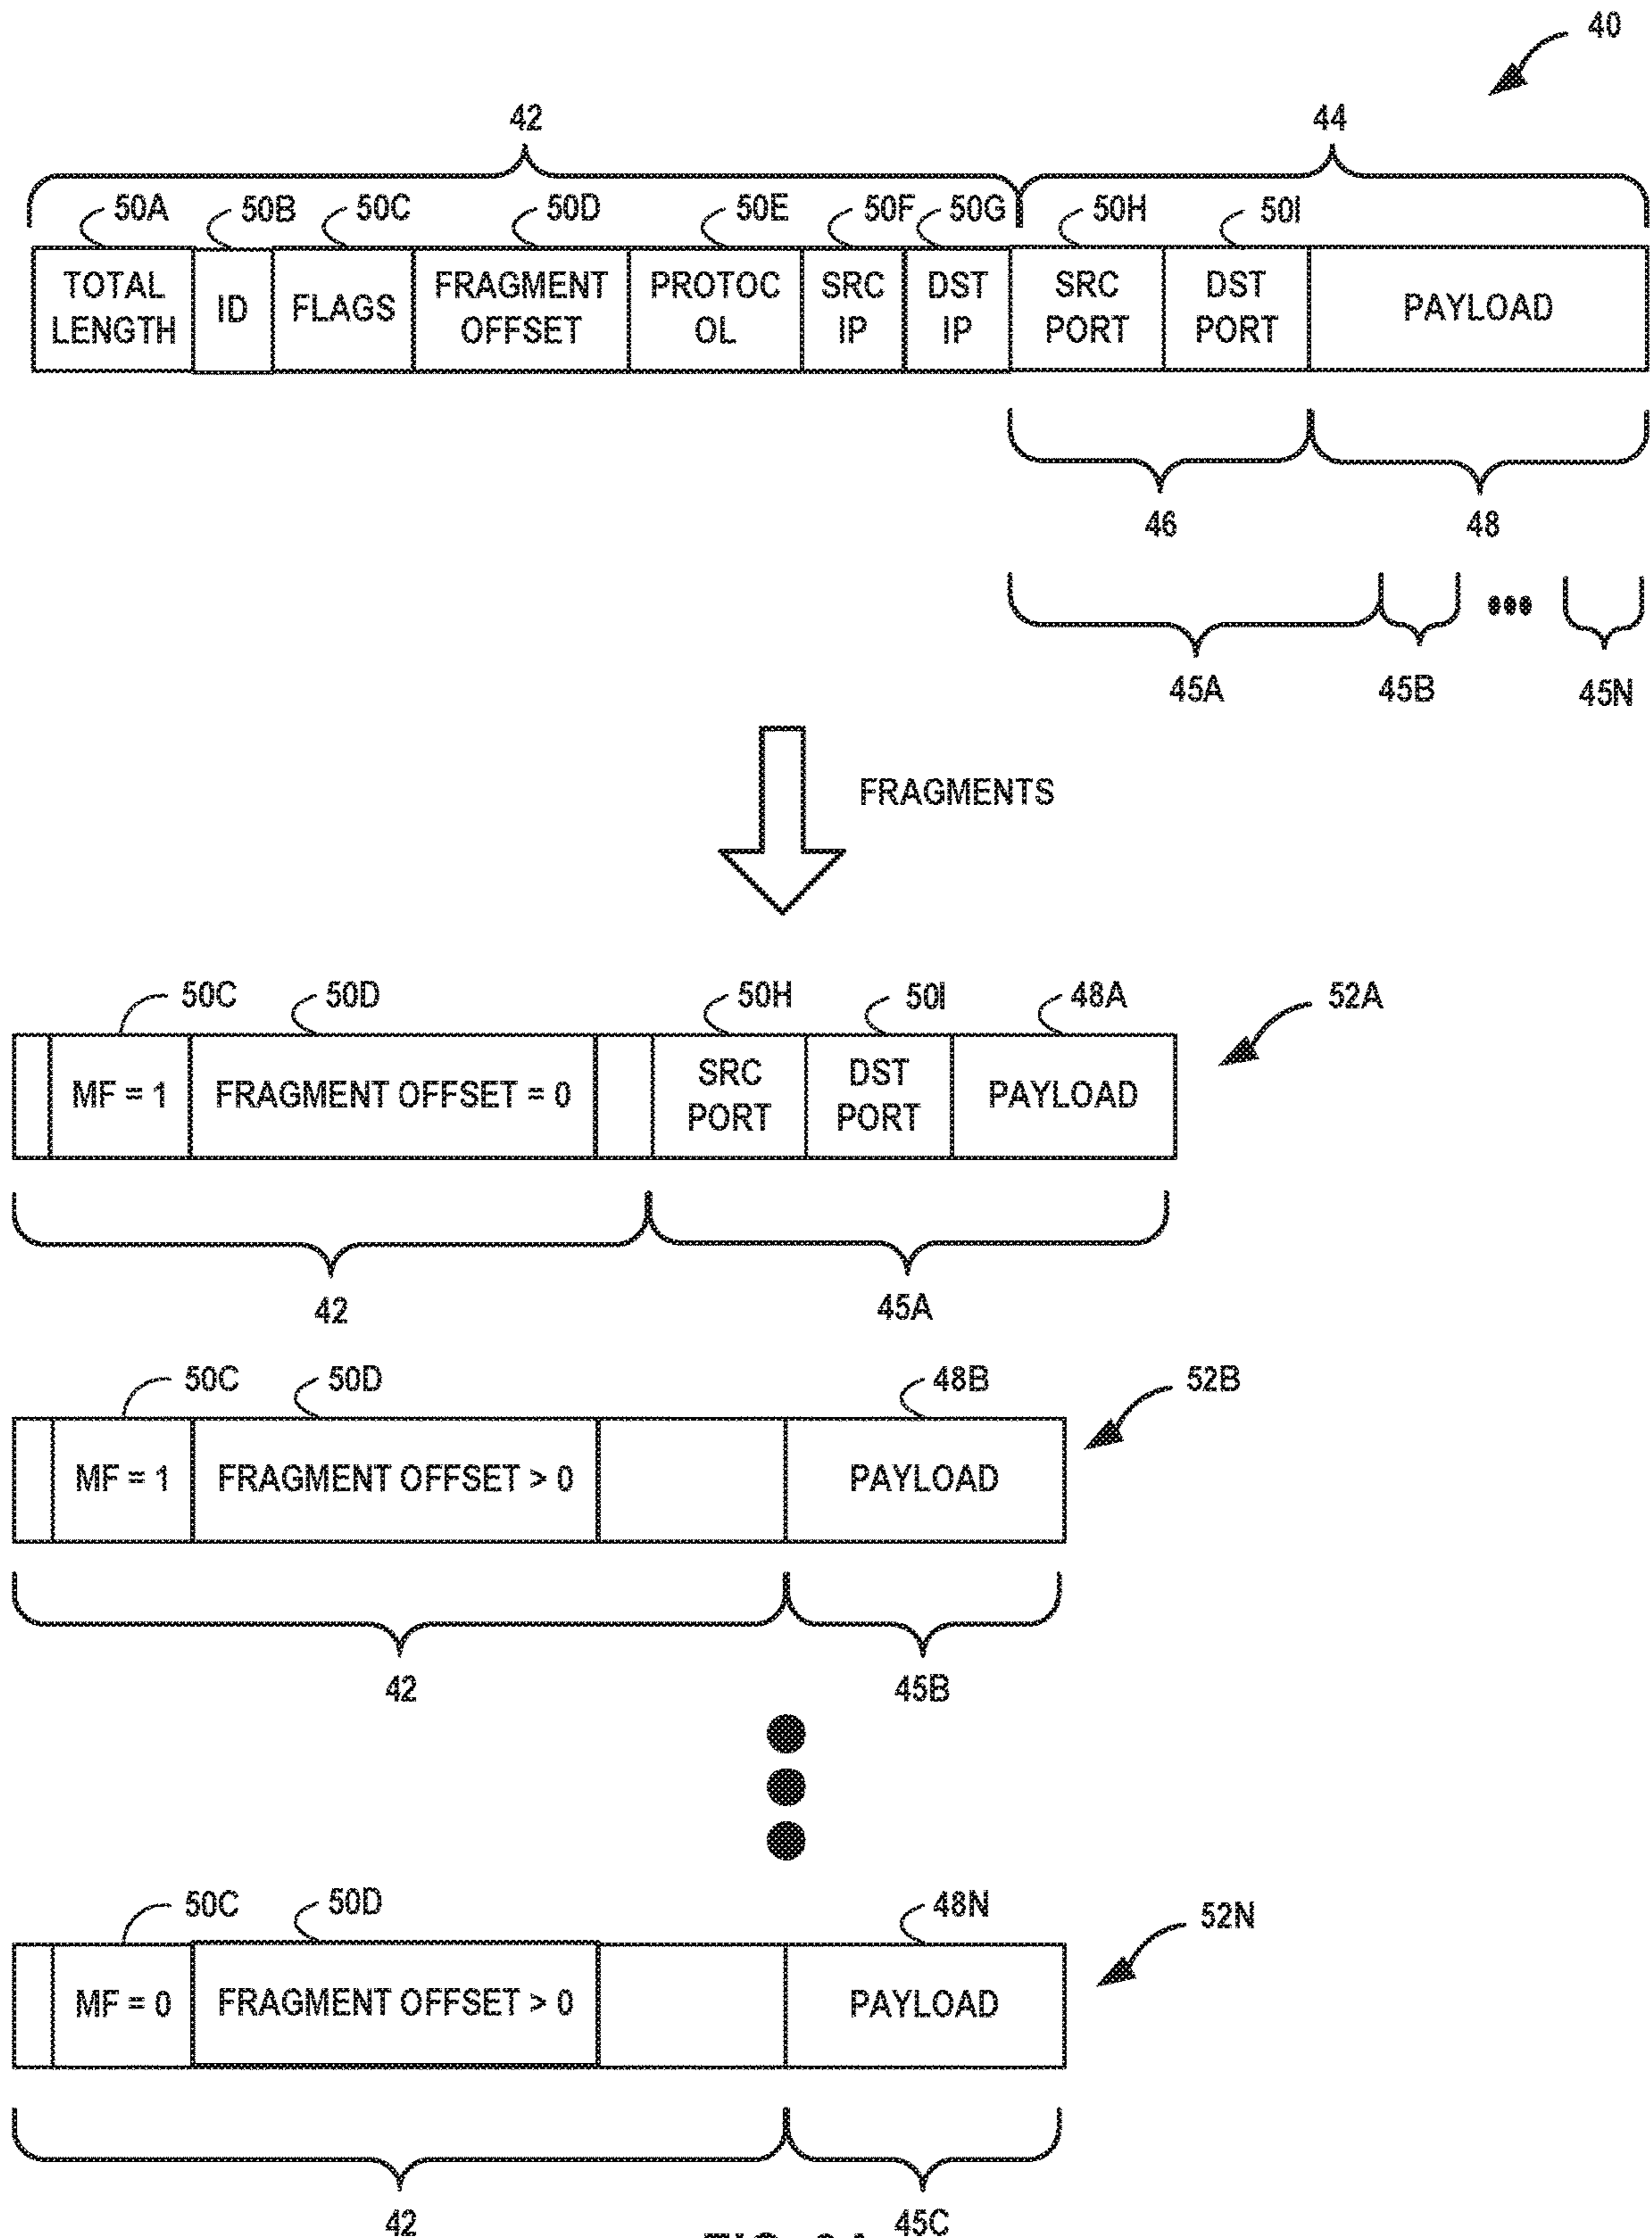 40
42
44
50A
50B
50C
50D
50E
50F
50G
50H
50I
TOTAL
LENGTH
ID
FLAGS
FRAGMENT
OFFSET
PROTOC
OL
SRC
IP
DST
IP
SRC
PORT
DST
PORT
PAYLOAD
46
48
45A
45B
45N
FRAGMENTS
50C
50D
50H
50I
48A
52A
MF = 1
FRAGMENT OFFSET = 0
SRC
PORT
DST
PORT
PAYLOAD
42
45A
50C
50D
48B
52B
MF = 1
FRAGMENT OFFSET > 0
PAYLOAD
42
45B
50C
50D
48N
52N
MF = 0
FRAGMENT OFFSET > 0
PAYLOAD
42
45C